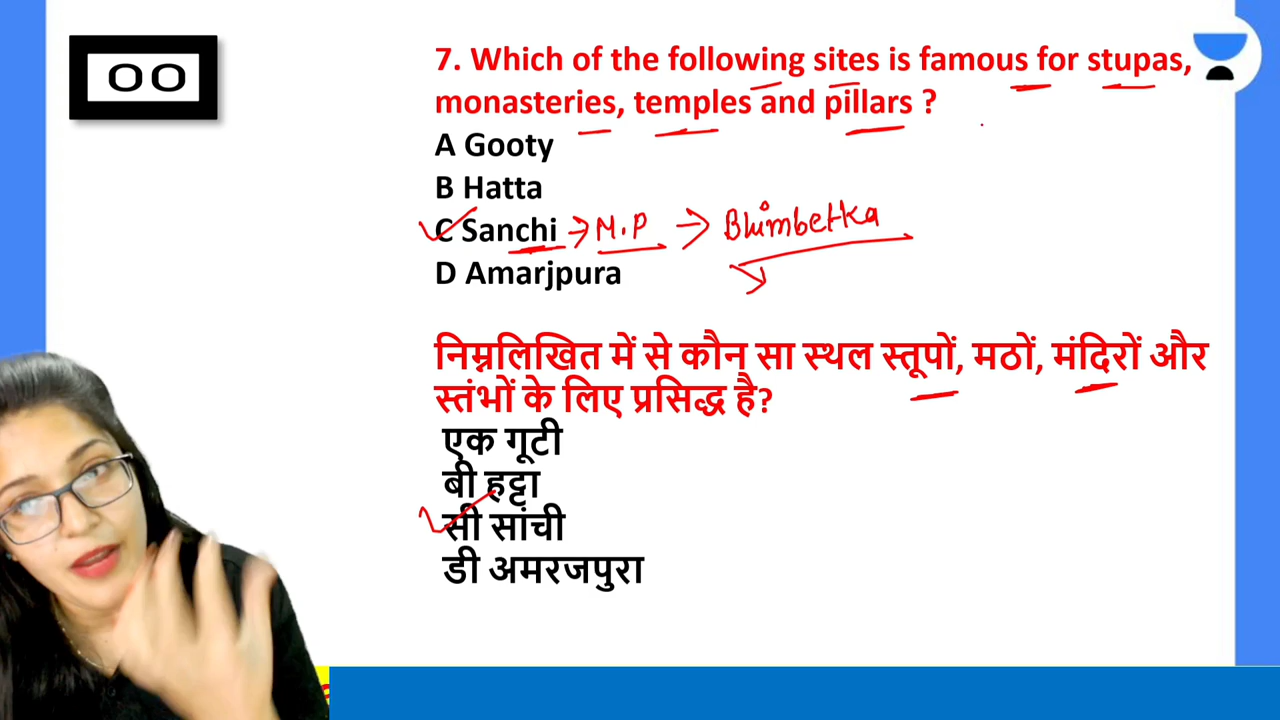 00
7. Which of the following sites is famous for stupas,
monasteries, temples and pillars ?
A Gooty
B Hatta
C Sanchi → M.P → Bhimbetka
D Amarjpura
निम्नलिखित में से कौन सा स्थल स्तूपों, मठों, मंदिरों और
स्तंभों के लिए प्रसिद्ध है?
एक गूटी
बी हट्टा
सी सांची
डी अमरजपुरा